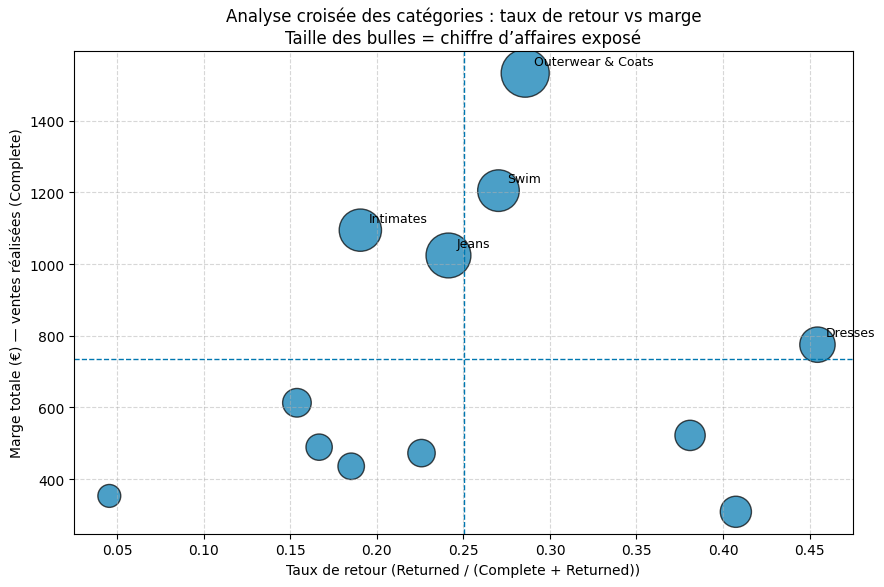 Analyse croisée des catégories : taux de retour vs marge
Taille des bulles = chiffre d’affaires exposé
Outerwear & Coats
Swim
Intimates
Jeans
Dresses
Marge totale (€) — ventes réalisées (Complete)
1400
1200
1000
800
600
400
0.05
0.10
0.15
0.20
0.25
0.30
0.35
0.40
0.45
Taux de retour (Returned / (Complete + Returned))